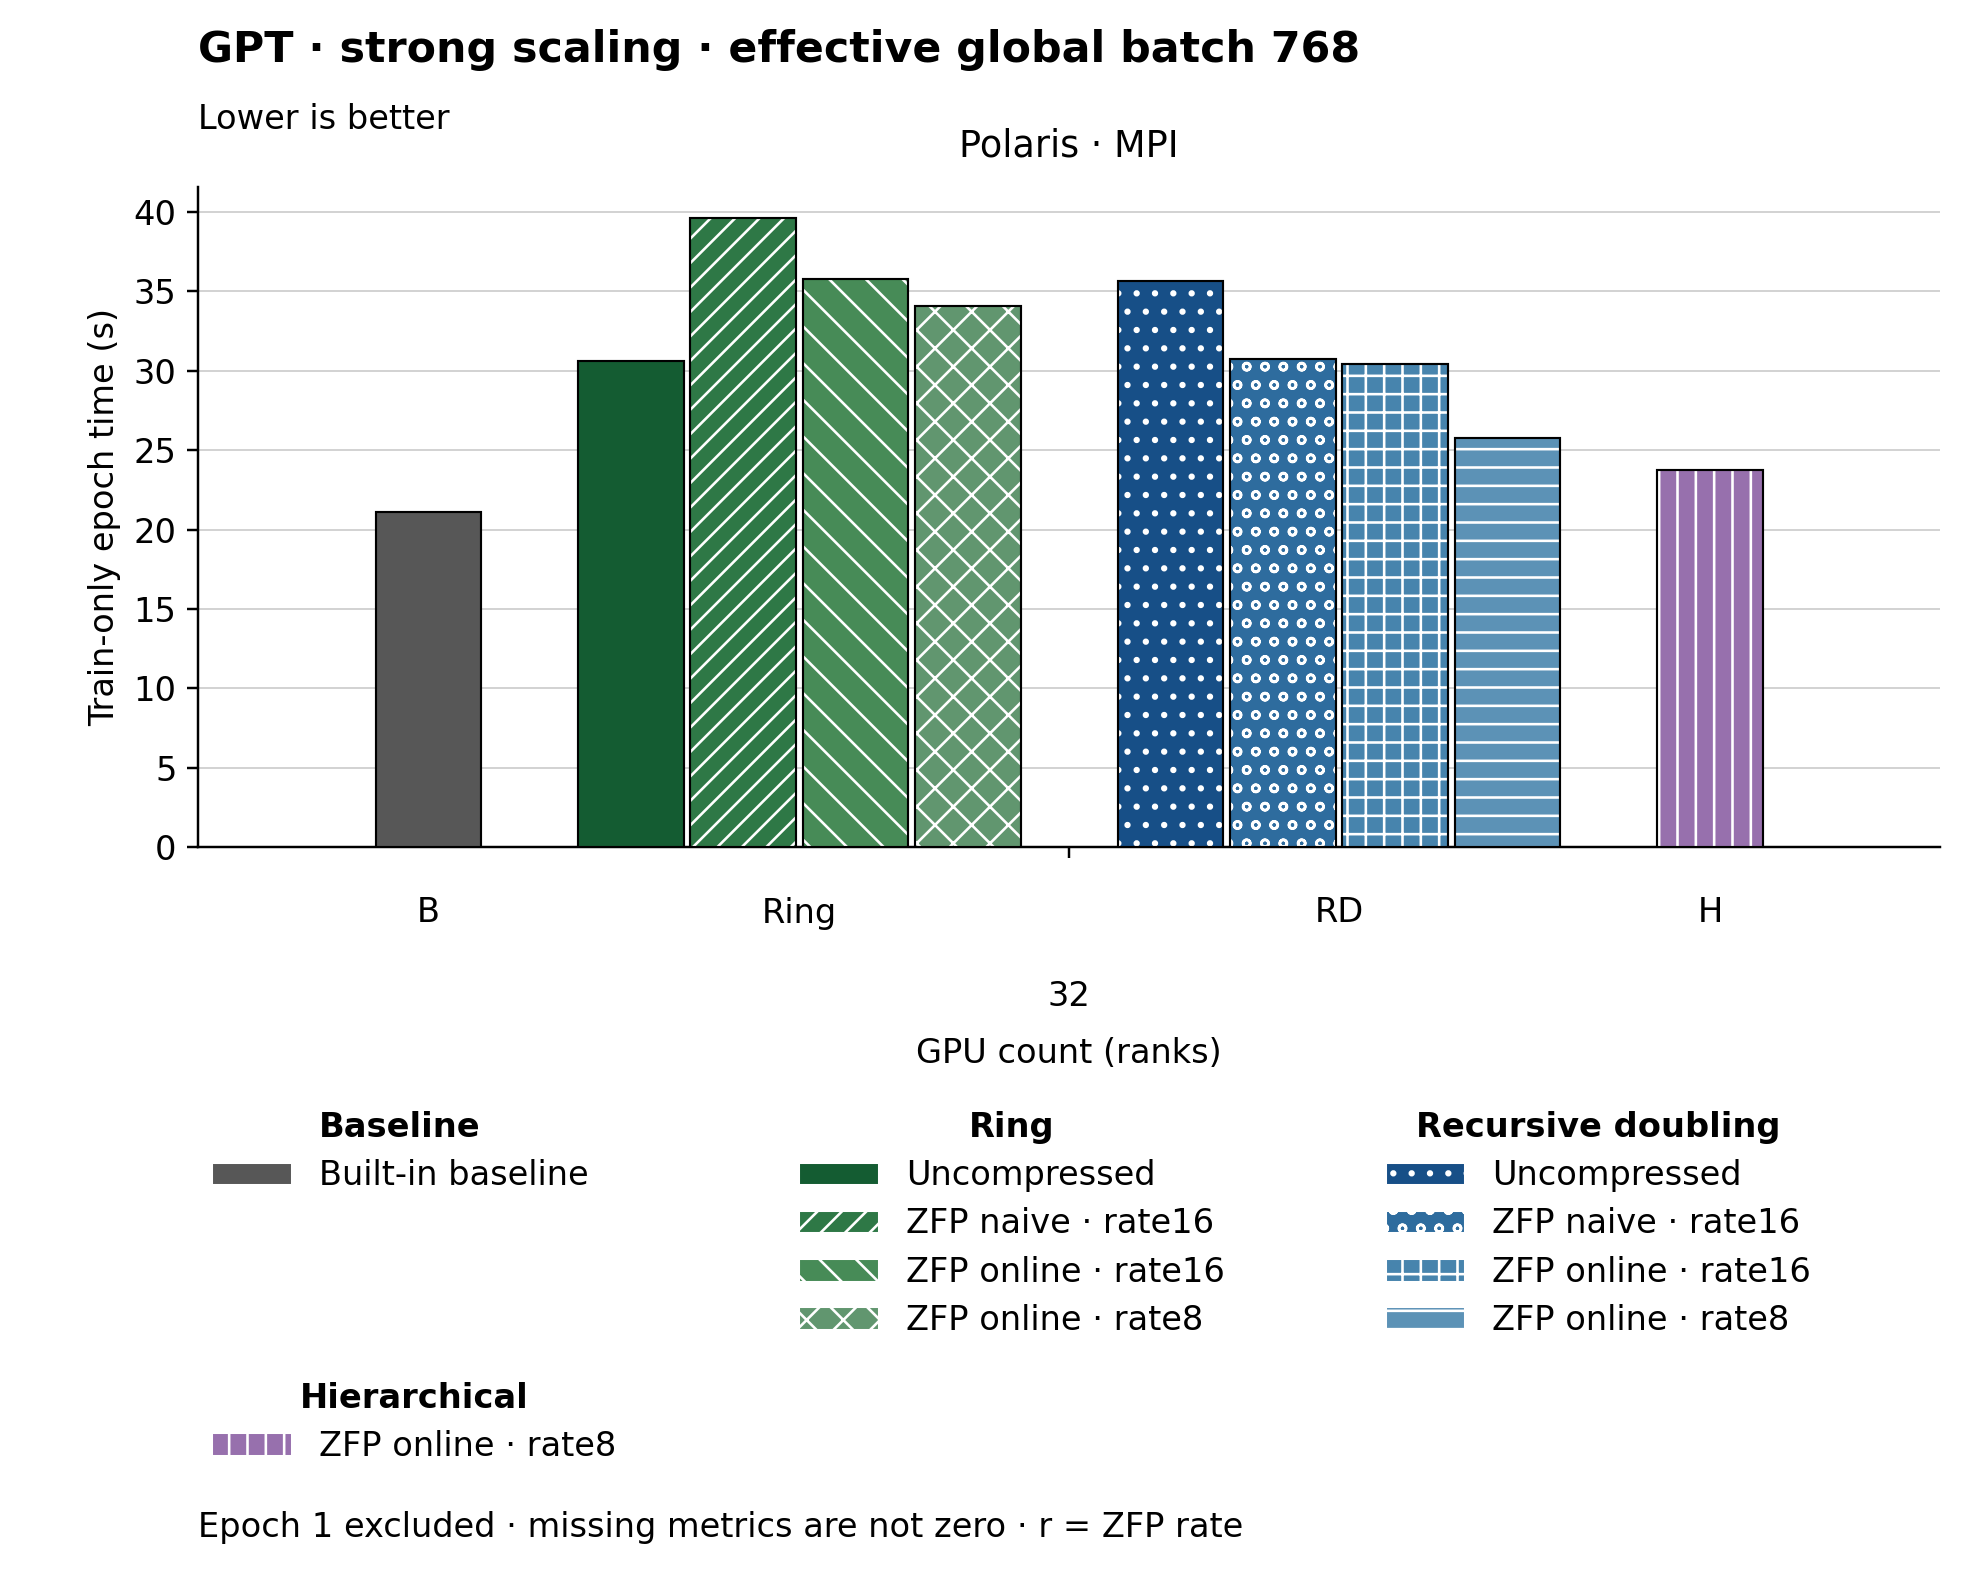 GPT · strong scaling · effective global batch 768
Lower is better
Polaris · MPI
Train-only epoch time (s)
40
35
30
25
20
15
10
5
0
B Ring RD H
32
GPU count (ranks)
Baseline Ring Recursive doubling
Built-in baseline Uncompressed Uncompressed
ZFP naive · rate16 ZFP naive · rate16
ZFP online · rate16 ZFP online · rate16
ZFP online · rate8 ZFP online · rate8
Hierarchical
ZFP online · rate8
Epoch 1 excluded · missing metrics are not zero · r = ZFP rate